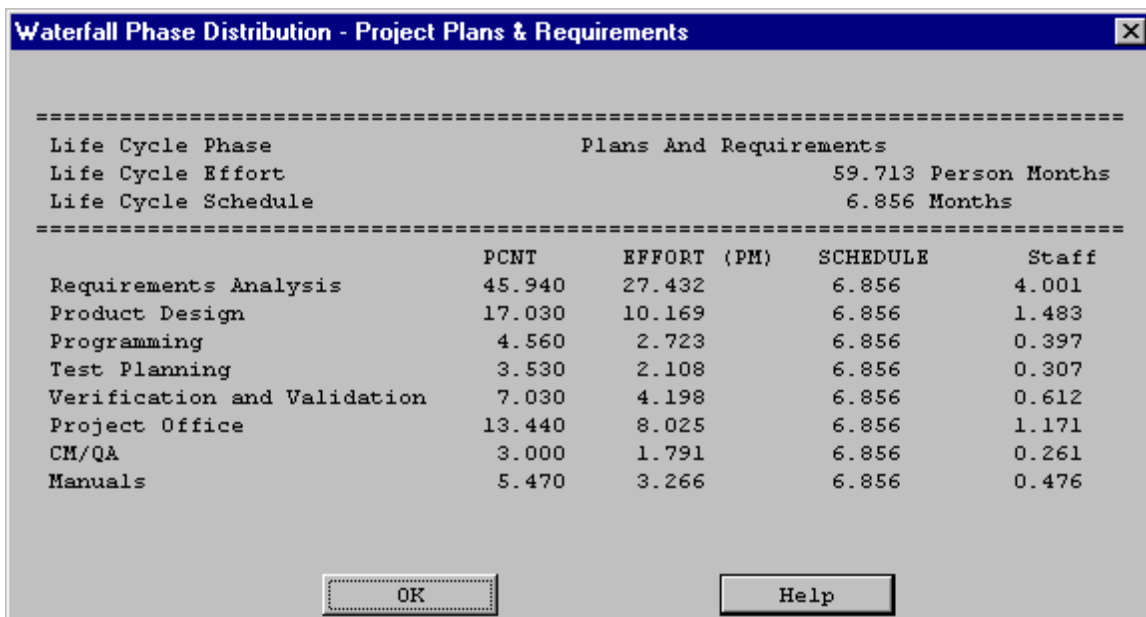 Waterfall Phase Distribution - Project Plans & Requirements
================================================================================
Life Cycle Phase Plans And Requirements
Life Cycle Effort 59.713 Person Months
Life Cycle Schedule 6.856 Months
================================================================================
PCNT EFFORT (PM) SCHEDULE Staff
Requirements Analysis 45.940 27.432 6.856 4.001
Product Design 17.030 10.169 6.856 1.483
Programming 4.560 2.723 6.856 0.397
Test Planning 3.530 2.108 6.856 0.307
Verification and Validation 7.030 4.198 6.856 0.612
Project Office 13.440 8.025 6.856 1.171
CM/QA 3.000 1.791 6.856 0.261
Manuals 5.470 3.266 6.856 0.476
OK Help